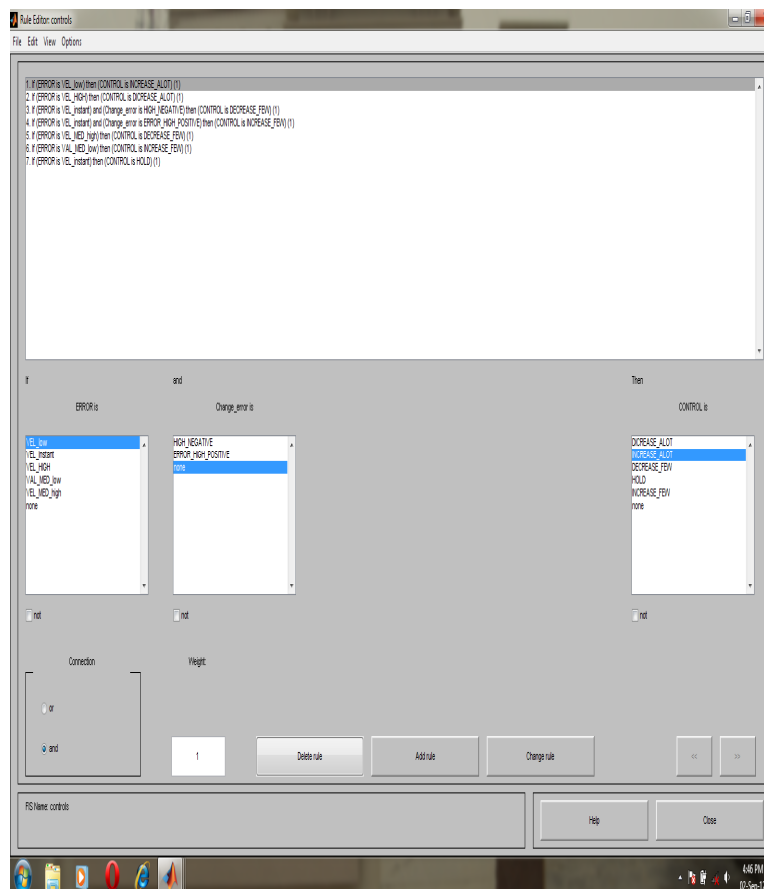 Rule Editor: controls
File Edit View Options
1. If (ERROR is VEL_low) then (CONTROL is INCREASE_ALOT) (1)
2. If (ERROR is VEL_HIGH) then (CONTROL is DICREASE_ALOT) (1)
3. If (ERROR is VEL_instant) and (Change_error is HIGH_NEGATIVE) then (CONTROL is DECREASE_FEW) (1)
4. If (ERROR is VEL_instant) and (Change_error is ERROR_HIGH_POSITIVE) then (CONTROL is INCREASE_FEW) (1)
5. If (ERROR is VEL_MED_high) then (CONTROL is DECREASE_FEW) (1)
6. If (ERROR is VAL_MED_low) then (CONTROL is INCREASE_FEW) (1)
7. If (ERROR is VEL_instant) then (CONTROL is HOLD) (1)
If and Then
ERROR is Change_error is CONTROL is
VEL_low
VEL_instant
VEL_HIGH
VAL_MED_low
VEL_MED_high
none
HIGH_NEGATIVE
ERROR_HIGH_POSITIVE
none
DICREASE_ALOT
INCREASE_ALOT
DECREASE_FEW
HOLD
INCREASE_FEW
none
not not not
Connection Weight:
or
and
1 Delete rule Add rule Change rule << >>
FIS Name: controls
Help Close
4:46 PM